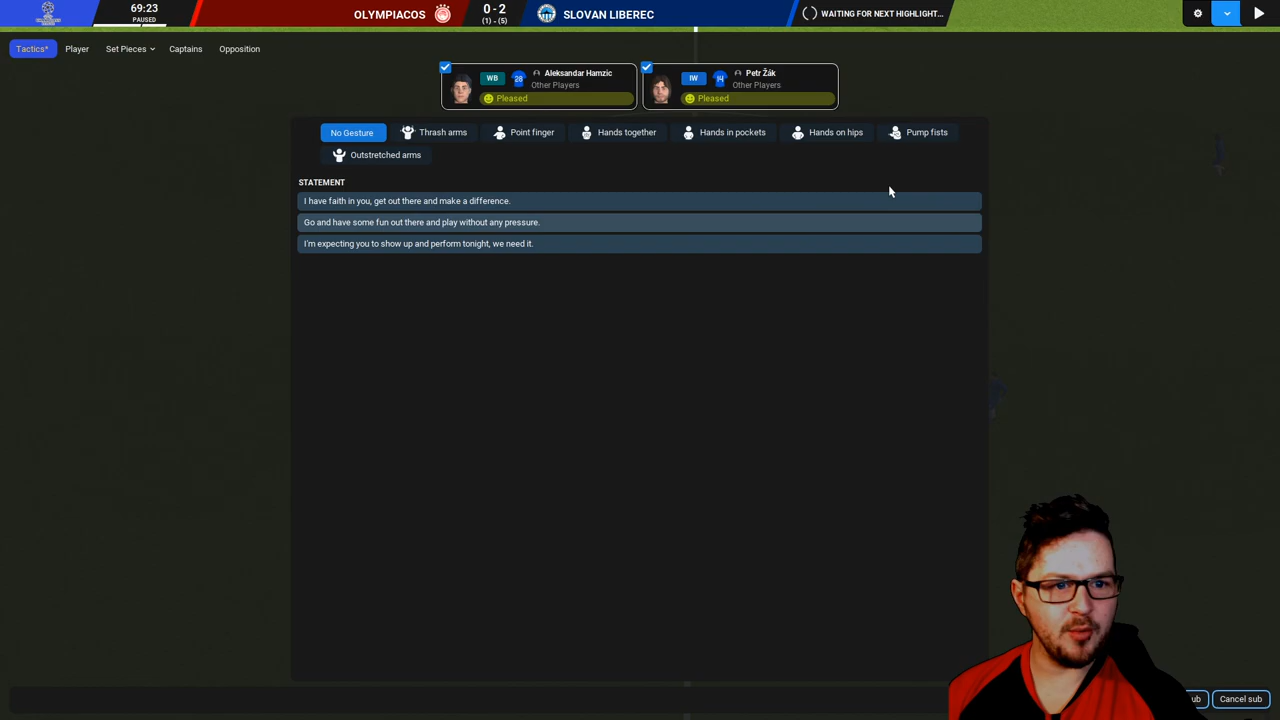 69:23
PAUSED
OLYMPIACOS
0 - 2
(1) - (5)
SLOVAN LIBEREC
WAITING FOR NEXT HIGHLIGHT...
Tactics*
Player
Set Pieces
Captains
Opposition
WB
28
Aleksandar Hamzic
Other Players
Pleased
IW
14
Petr Žák
Other Players
Pleased
No Gesture
Thrash arms
Point finger
Hands together
Hands in pockets
Hands on hips
Pump fists
Outstretched arms
STATEMENT
I have faith in you, get out there and make a difference.
Go and have some fun out there and play without any pressure.
I'm expecting you to show up and perform tonight, we need it.
ub
Cancel sub